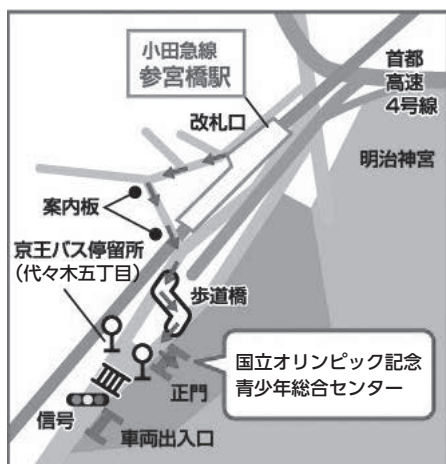 小田急線
参宮橋駅
首都
高速
4号線
改札口
明治神宮
案内板
京王バス停留所
（代々木五丁目）
歩道橋
国立オリンピック記念
青少年総合センター
正門
信号
車両出入口